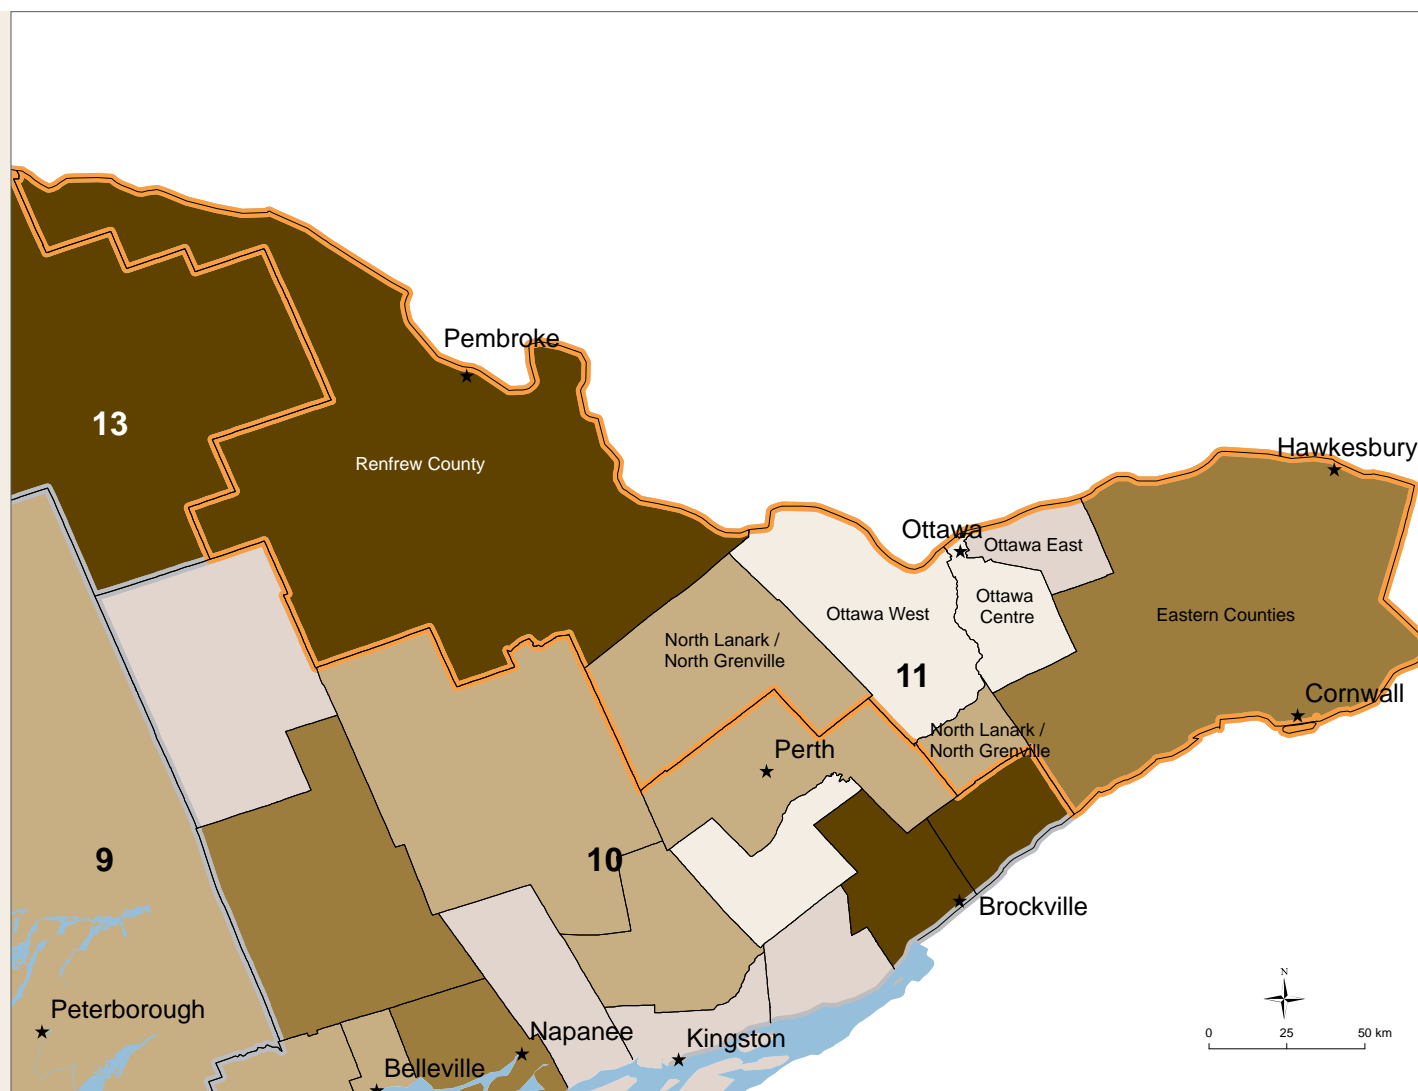 Pembroke
13
Renfrew County
Hawkesbury
Ottawa
Ottawa East
Ottawa
Centre
Ottawa West
Eastern Counties
North Lanark /
North Grenville
11
Cornwall
North Lanark /
North Grenville
Perth
9
10
Brockville
N
Peterborough
Napanee
Kingston
0 25 50 km
Belleville